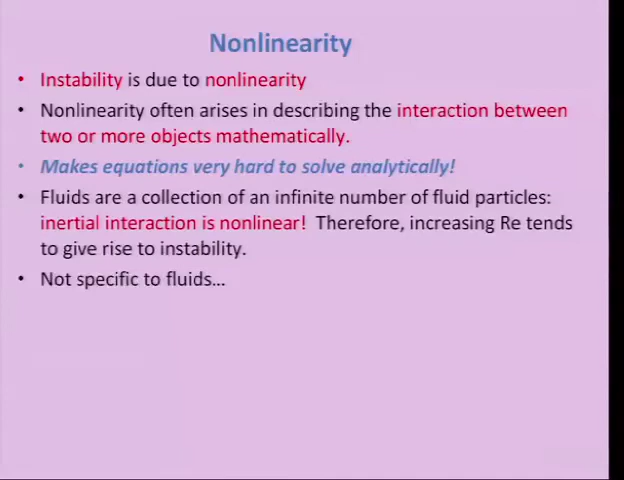 Nonlinearity
• Instability is due to nonlinearity
• Nonlinearity often arises in describing the interaction between
two or more objects mathematically.
• Makes equations very hard to solve analytically!
• Fluids are a collection of an infinite number of fluid particles:
inertial interaction is nonlinear! Therefore, increasing Re tends
to give rise to instability.
• Not specific to fluids...